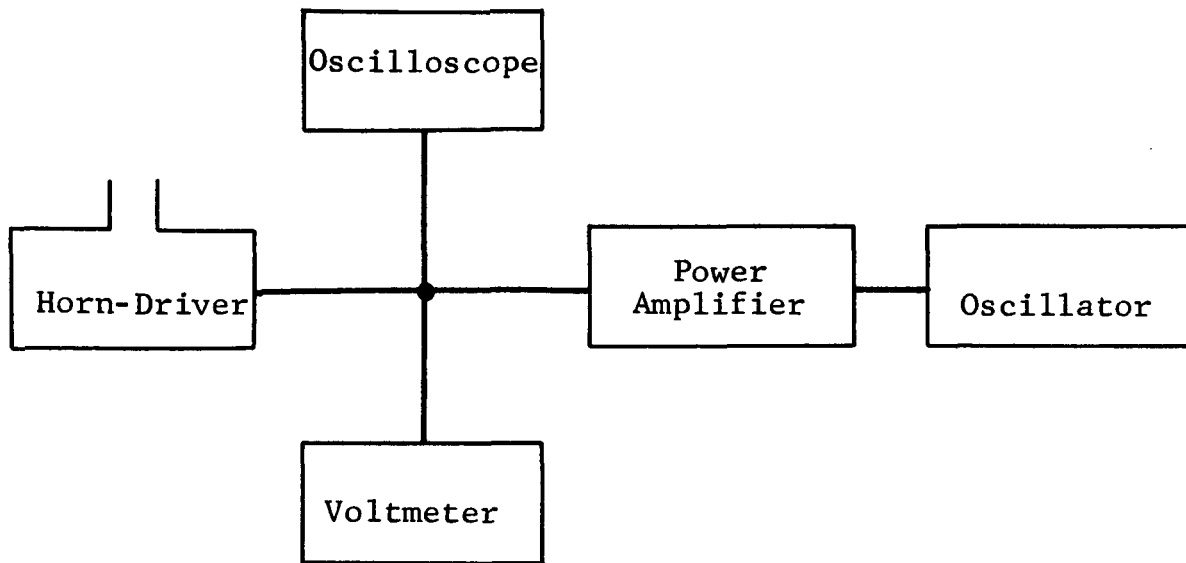 Oscilloscope
Horn-Driver
Power
Amplifier
Oscillator
Voltmeter